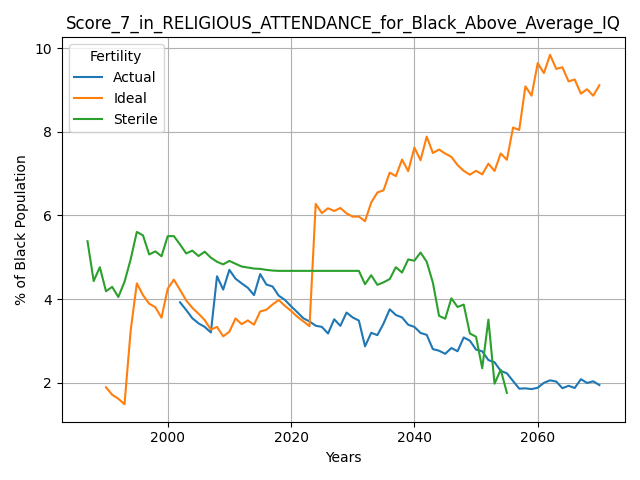 Score_7_in_RELIGIOUS_ATTENDANCE_for_Black_Above_Average_IQ
Fertility
Actual
Ideal
Sterile
% of Black Population
10
8
6
4
2
2000 2020 2040 2060
Years